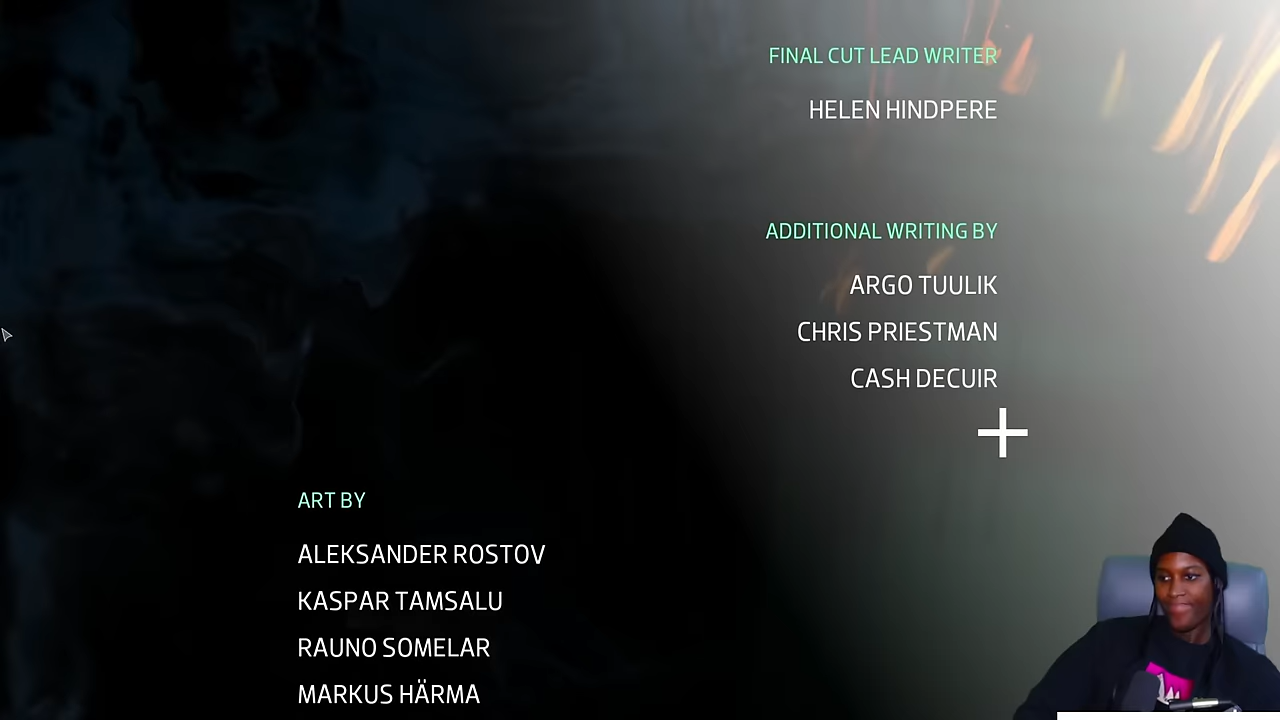 FINAL CUT LEAD WRITER
HELEN HINDPERE
ADDITIONAL WRITING BY
ARGO TUULIK
CHRIS PRIESTMAN
CASH DECUIR
ART BY
ALEKSANDER ROSTOV
KASPAR TAMSALU
RAUNO SOMELAR
MARKUS HÄRMA